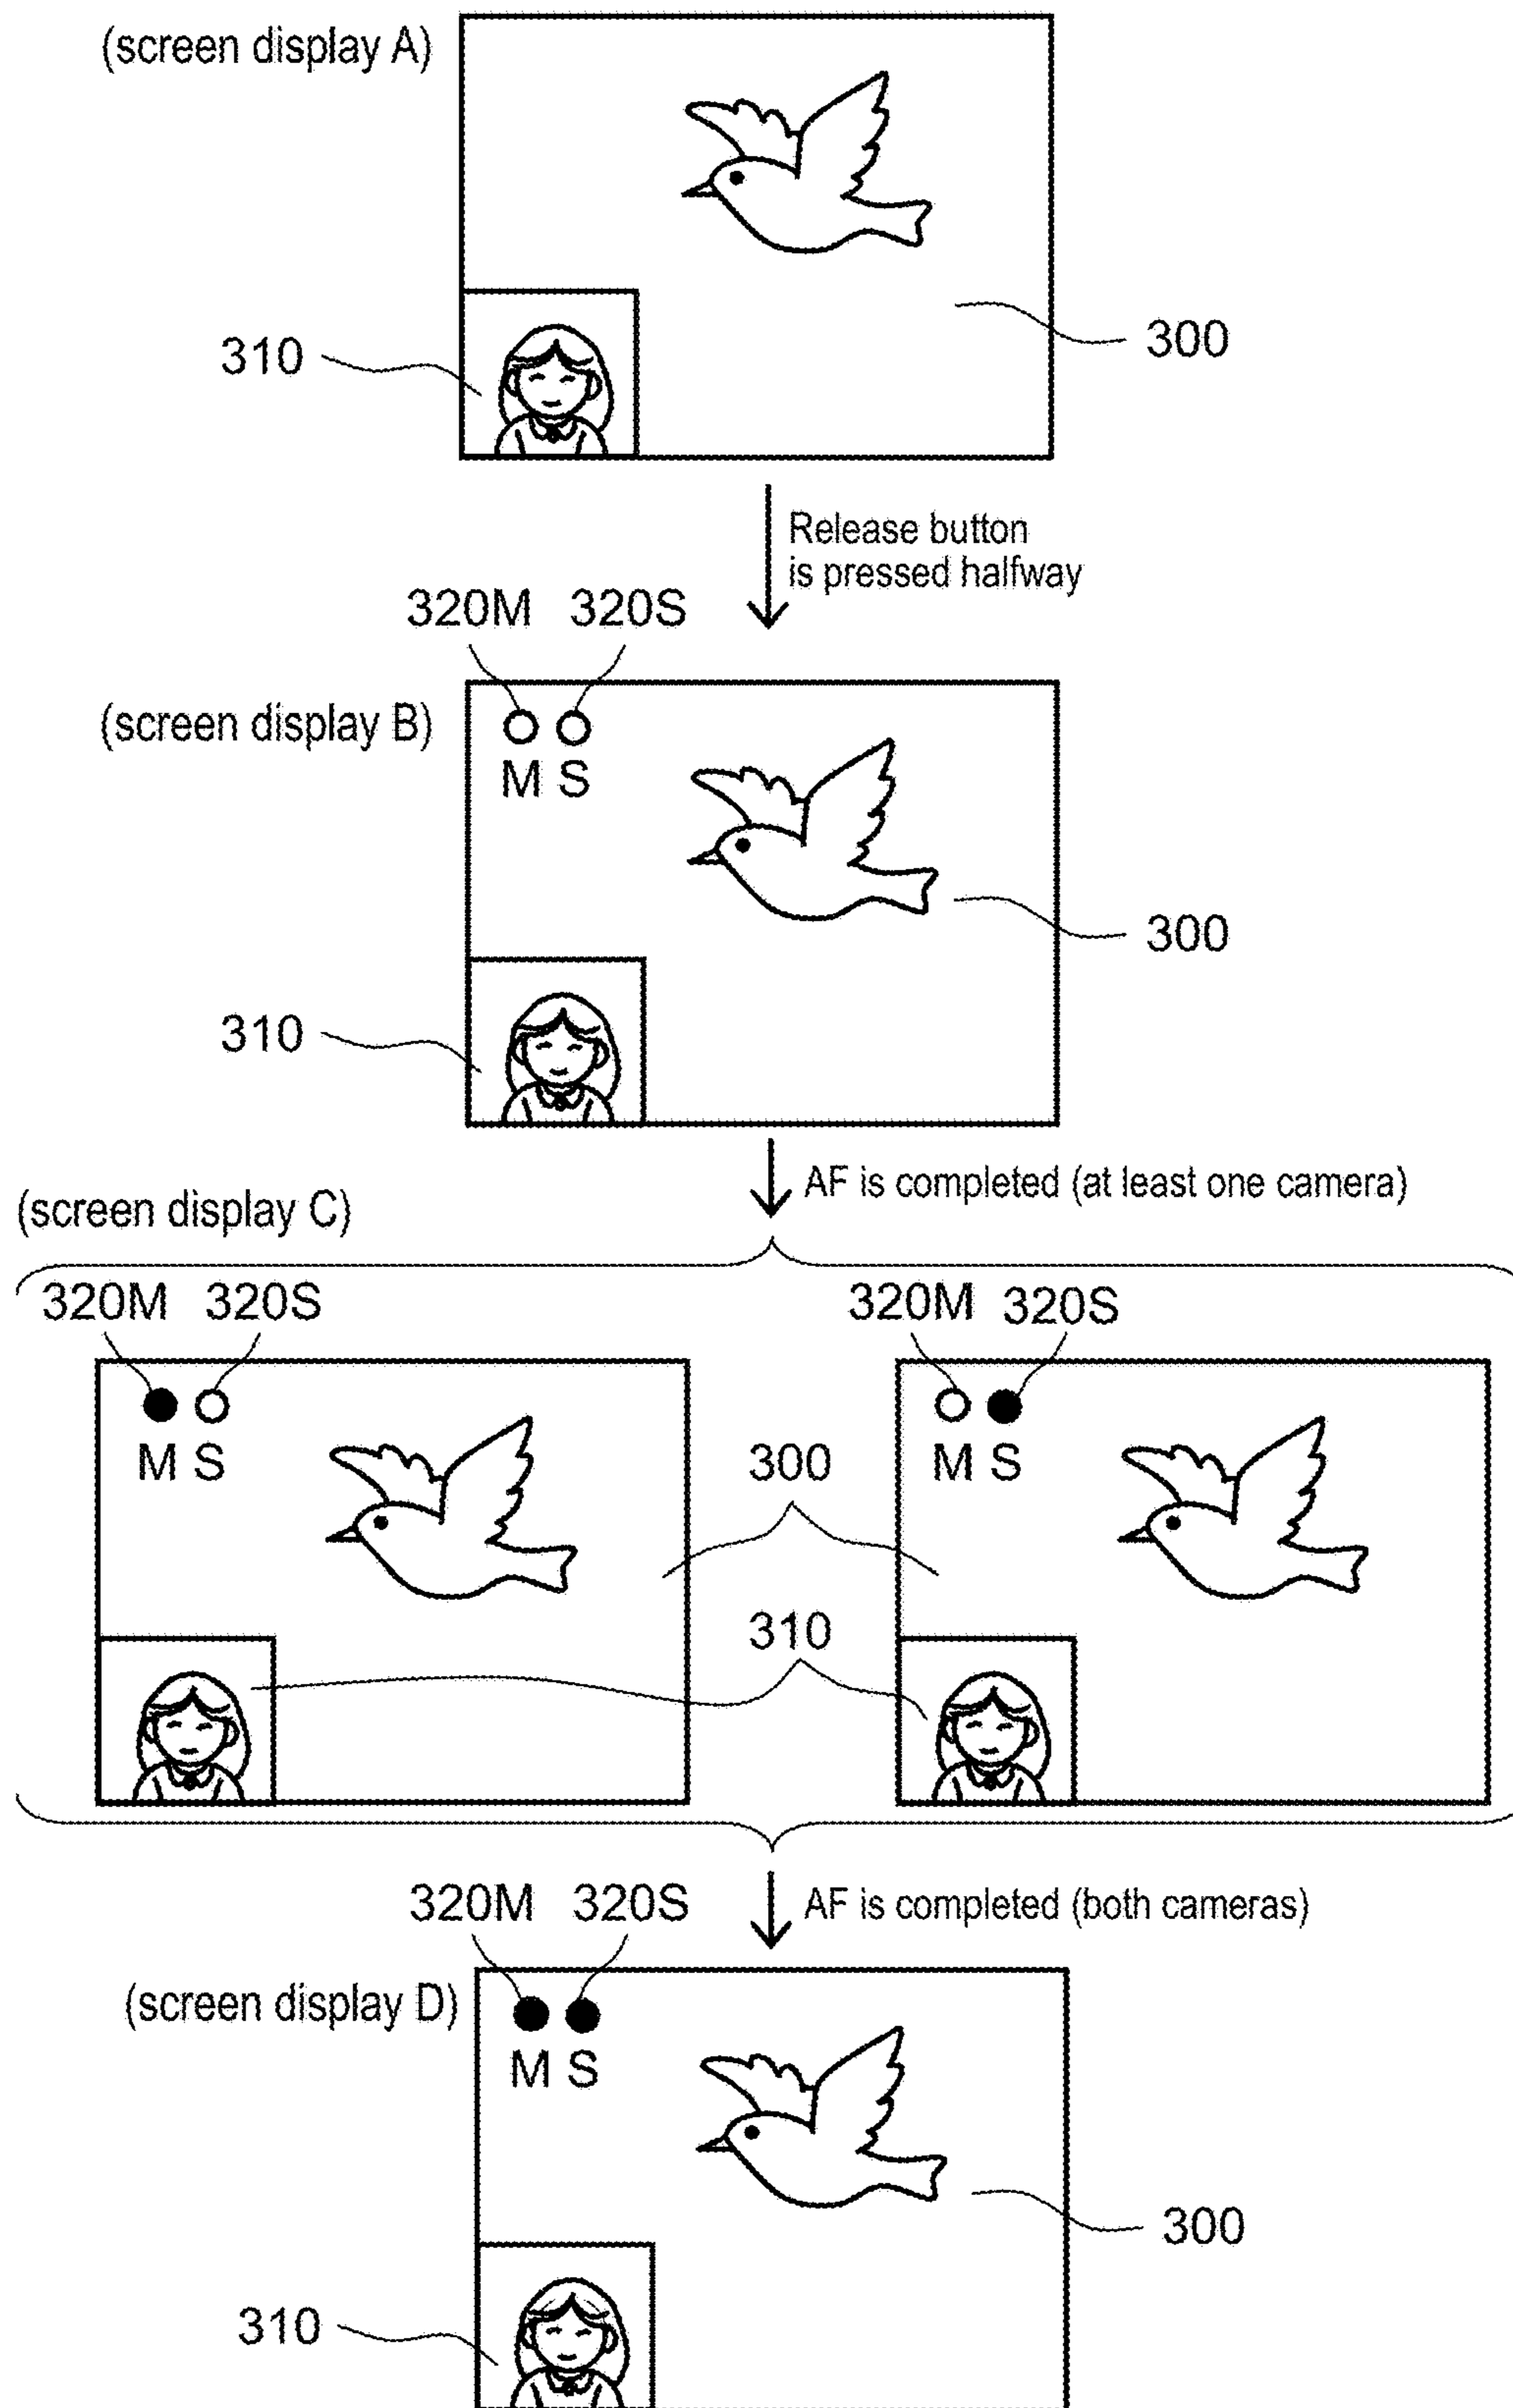 (screen display A)
310
300
Release button
is pressed halfway
320M 320S
(screen display B)
M S
300
310
AF is completed (at least one camera)
(screen display C)
320M 320S
320M 320S
M S
300
M S
310
AF is completed (both cameras)
320M 320S
(screen display D)
M S
300
310